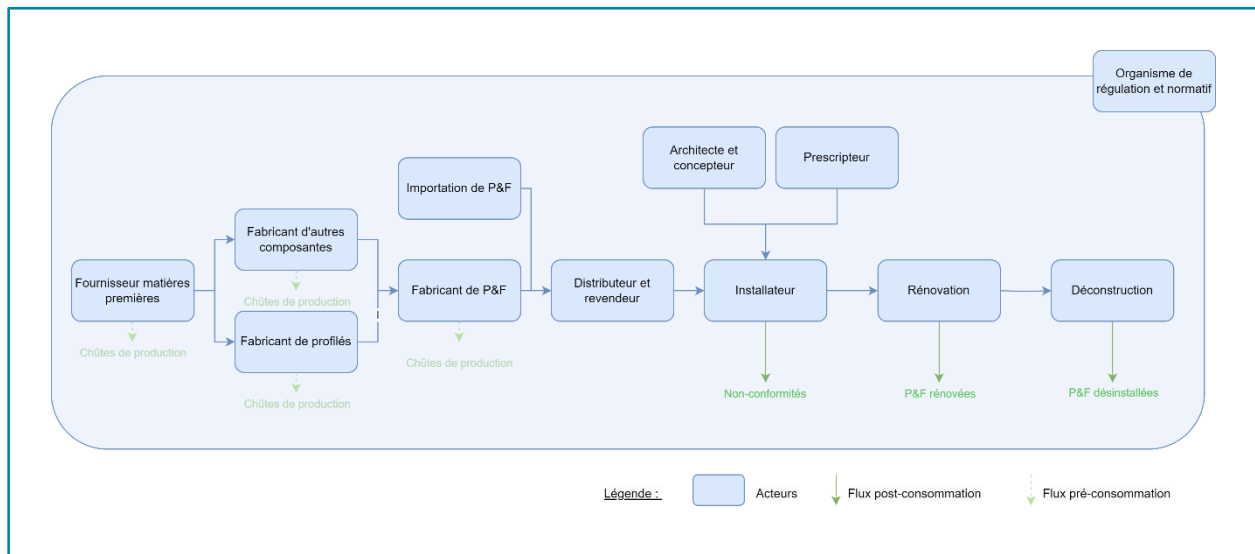 Organisme de
régulation et normatif
Architecte et
concepteur
Prescripteur
Importation de P&F
Fabricant d'autres
composantes
Fournisseur matières
premières
Chûtes de production
Fabricant de P&F
Distributeur et
revendeur
Installateur
Rénovation
Déconstruction
Fabricant de profilés
Chûtes de production
Chûtes de production
Chûtes de production
Non-conformités
P&F rénovées
P&F désinstallées
Légende :
Acteurs
Flux post-consommation
Flux pré-consommation